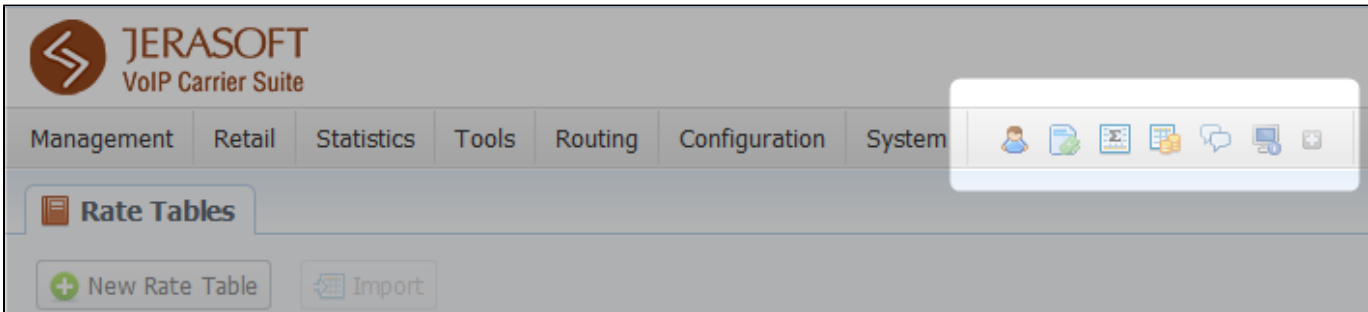 JERASOFT
VoIP Carrier Suite
Management Retail Statistics Tools Routing Configuration System
Rate Tables
New Rate Table Import